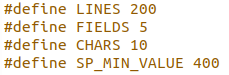 #define LINES 200
#define FIELDS 5
#define CHARS 10
#define SP_MIN_VALUE 400